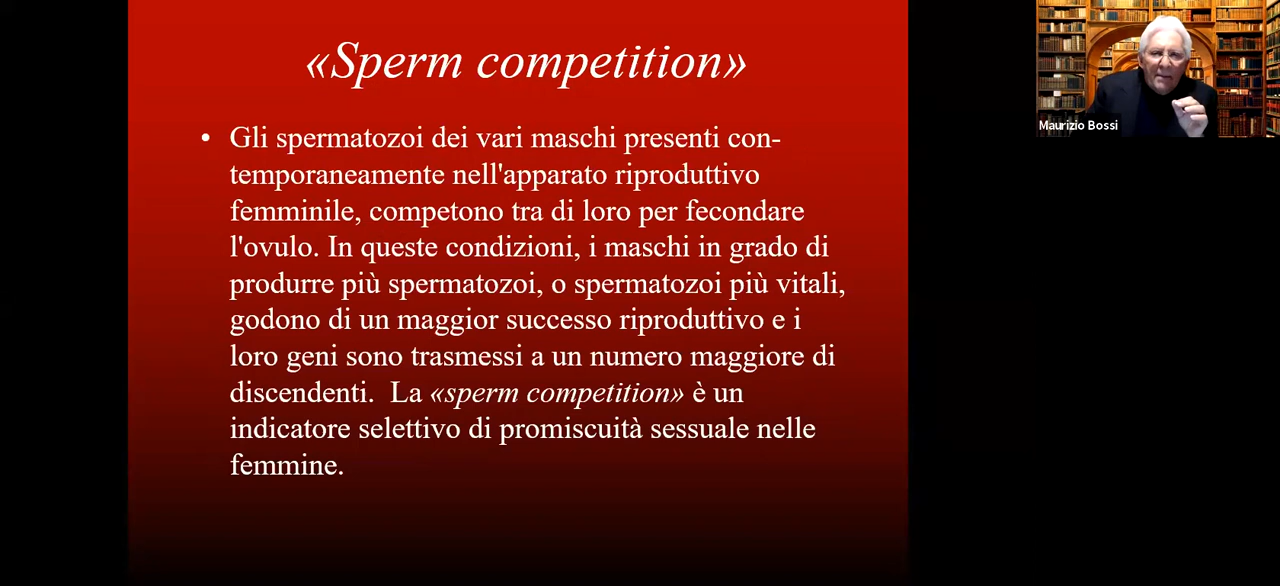 «Sperm competition»
• Gli spermatozoi dei vari maschi presenti con-
temporaneamente nell'apparato riproduttivo
femminile, competono tra di loro per fecondare
l'ovulo. In queste condizioni, i maschi in grado di
produrre più spermatozoi, o spermatozoi più vitali,
godono di un maggior successo riproduttivo e i
loro geni sono trasmessi a un numero maggiore di
discendenti. La «sperm competition» è un
indicatore selettivo di promiscuità sessuale nelle
femmine.
Maurizio Bossi